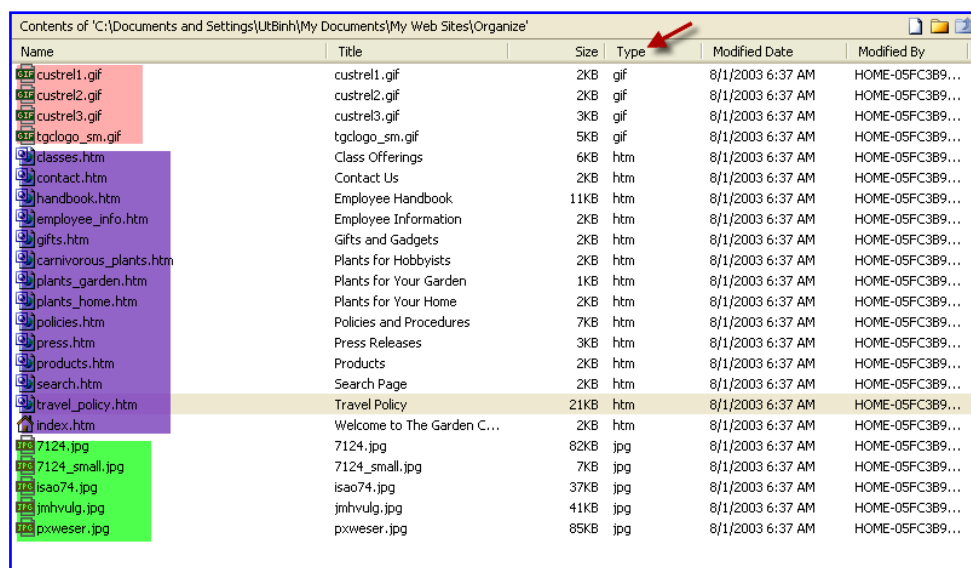 Contents of 'C:\Documents and Settings\UtBinh\My Documents\My Web Sites\Organize'
Name Title Size Type Modified Date Modified By
GIF custrel1.gif custrel1.gif 2KB gif 8/1/2003 6:37 AM HOME-05FC3B9...
GIF custrel2.gif custrel2.gif 2KB gif 8/1/2003 6:37 AM HOME-05FC3B9...
GIF custrel3.gif custrel3.gif 3KB gif 8/1/2003 6:37 AM HOME-05FC3B9...
GIF tgclogo_sm.gif tgclogo_sm.gif 5KB gif 8/1/2003 6:37 AM HOME-05FC3B9...
classes.htm Class Offerings 6KB htm 8/1/2003 6:37 AM HOME-05FC3B9...
contact.htm Contact Us 2KB htm 8/1/2003 6:37 AM HOME-05FC3B9...
handbook.htm Employee Handbook 11KB htm 8/1/2003 6:37 AM HOME-05FC3B9...
employee_info.htm Employee Information 2KB htm 8/1/2003 6:37 AM HOME-05FC3B9...
gifts.htm Gifts and Gadgets 2KB htm 8/1/2003 6:37 AM HOME-05FC3B9...
carnivorous_plants.htm Plants for Hobbyists 2KB htm 8/1/2003 6:37 AM HOME-05FC3B9...
plants_garden.htm Plants for Your Garden 1KB htm 8/1/2003 6:37 AM HOME-05FC3B9...
plants_home.htm Plants for Your Home 2KB htm 8/1/2003 6:37 AM HOME-05FC3B9...
policies.htm Policies and Procedures 7KB htm 8/1/2003 6:37 AM HOME-05FC3B9...
press.htm Press Releases 3KB htm 8/1/2003 6:37 AM HOME-05FC3B9...
products.htm Products 2KB htm 8/1/2003 6:37 AM HOME-05FC3B9...
search.htm Search Page 2KB htm 8/1/2003 6:37 AM HOME-05FC3B9...
travel_policy.htm Travel Policy 21KB htm 8/1/2003 6:37 AM HOME-05FC3B9...
index.htm Welcome to The Garden C... 2KB htm 8/1/2003 6:37 AM HOME-05FC3B9...
JPG 7124.jpg 7124.jpg 82KB jpg 8/1/2003 6:37 AM HOME-05FC3B9...
JPG 7124_small.jpg 7124_small.jpg 7KB jpg 8/1/2003 6:37 AM HOME-05FC3B9...
JPG isao74.jpg isao74.jpg 37KB jpg 8/1/2003 6:37 AM HOME-05FC3B9...
JPG jmhvulg.jpg jmhvulg.jpg 41KB jpg 8/1/2003 6:37 AM HOME-05FC3B9...
JPG pxweser.jpg pxweser.jpg 85KB jpg 8/1/2003 6:37 AM HOME-05FC3B9...